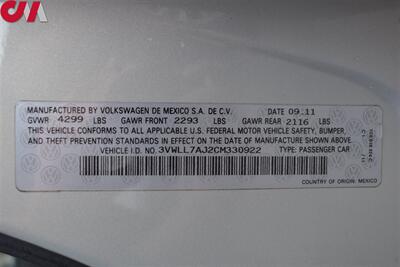 MANUFACTURED BY VOLKSWAGEN DE MEXICO S.A. DE C.V. DATE 09.11
GVWR 4299 LBS GAWR FRONT 2293 LBS GAWR REAR 2116 LBS
THIS VEHICLE CONFORMS TO ALL APPLICABLE U.S. FEDERAL MOTOR VEHICLE SAFETY, BUMPER,
AND THEFT PREVENTION STANDARDS IN EFFECT ON THE DATE OF MANUFACTURE SHOWN ABOVE.
VEHICLE I.D. NO. 3VWLL7AJ2CM330922 TYPE: PASSENGER CAR
COUNTRY OF ORIGIN: MEXICO